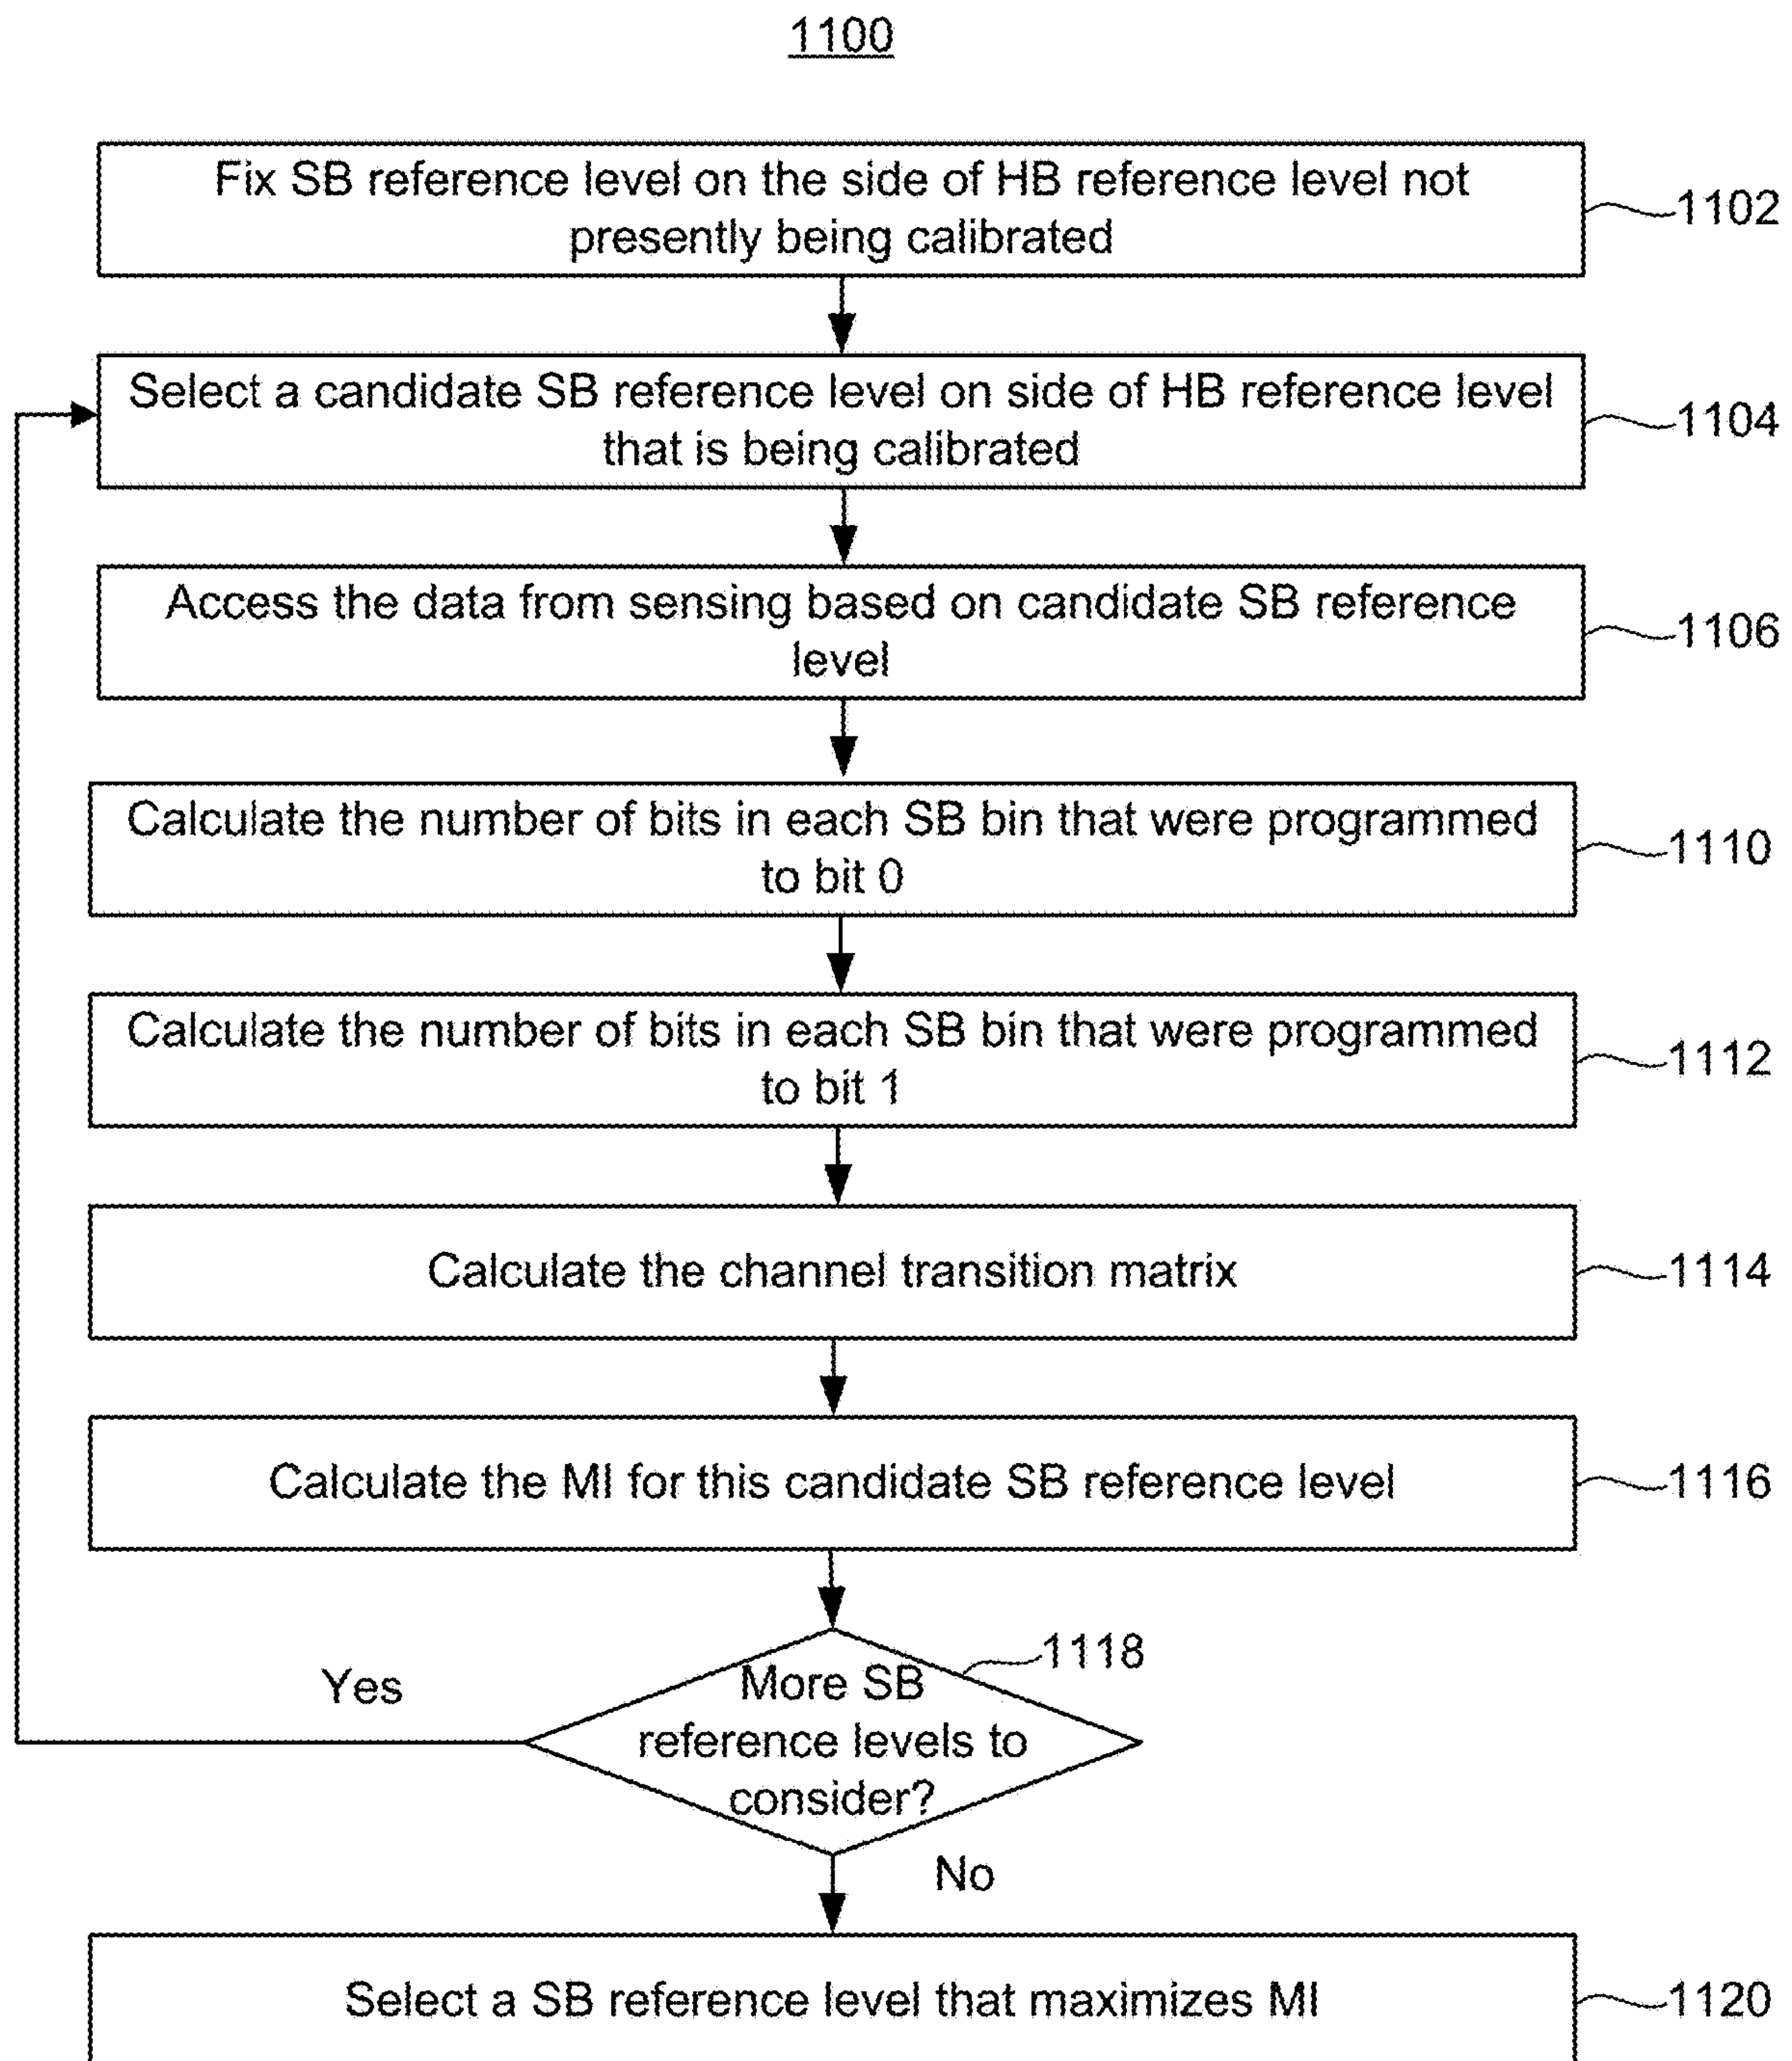 1100
Fix SB reference level on the side of HB reference level not
presently being calibrated
1102
Select a candidate SB reference level on side of HB reference level
that is being calibrated
1104
Access the data from sensing based on candidate SB reference
level
1106
Calculate the number of bits in each SB bin that were programmed
to bit 0
1110
Calculate the number of bits in each SB bin that were programmed
to bit 1
1112
Calculate the channel transition matrix
1114
Calculate the MI for this candidate SB reference level
1116
1118
Yes
More SB
reference levels to
consider?
No
Select a SB reference level that maximizes MI
1120